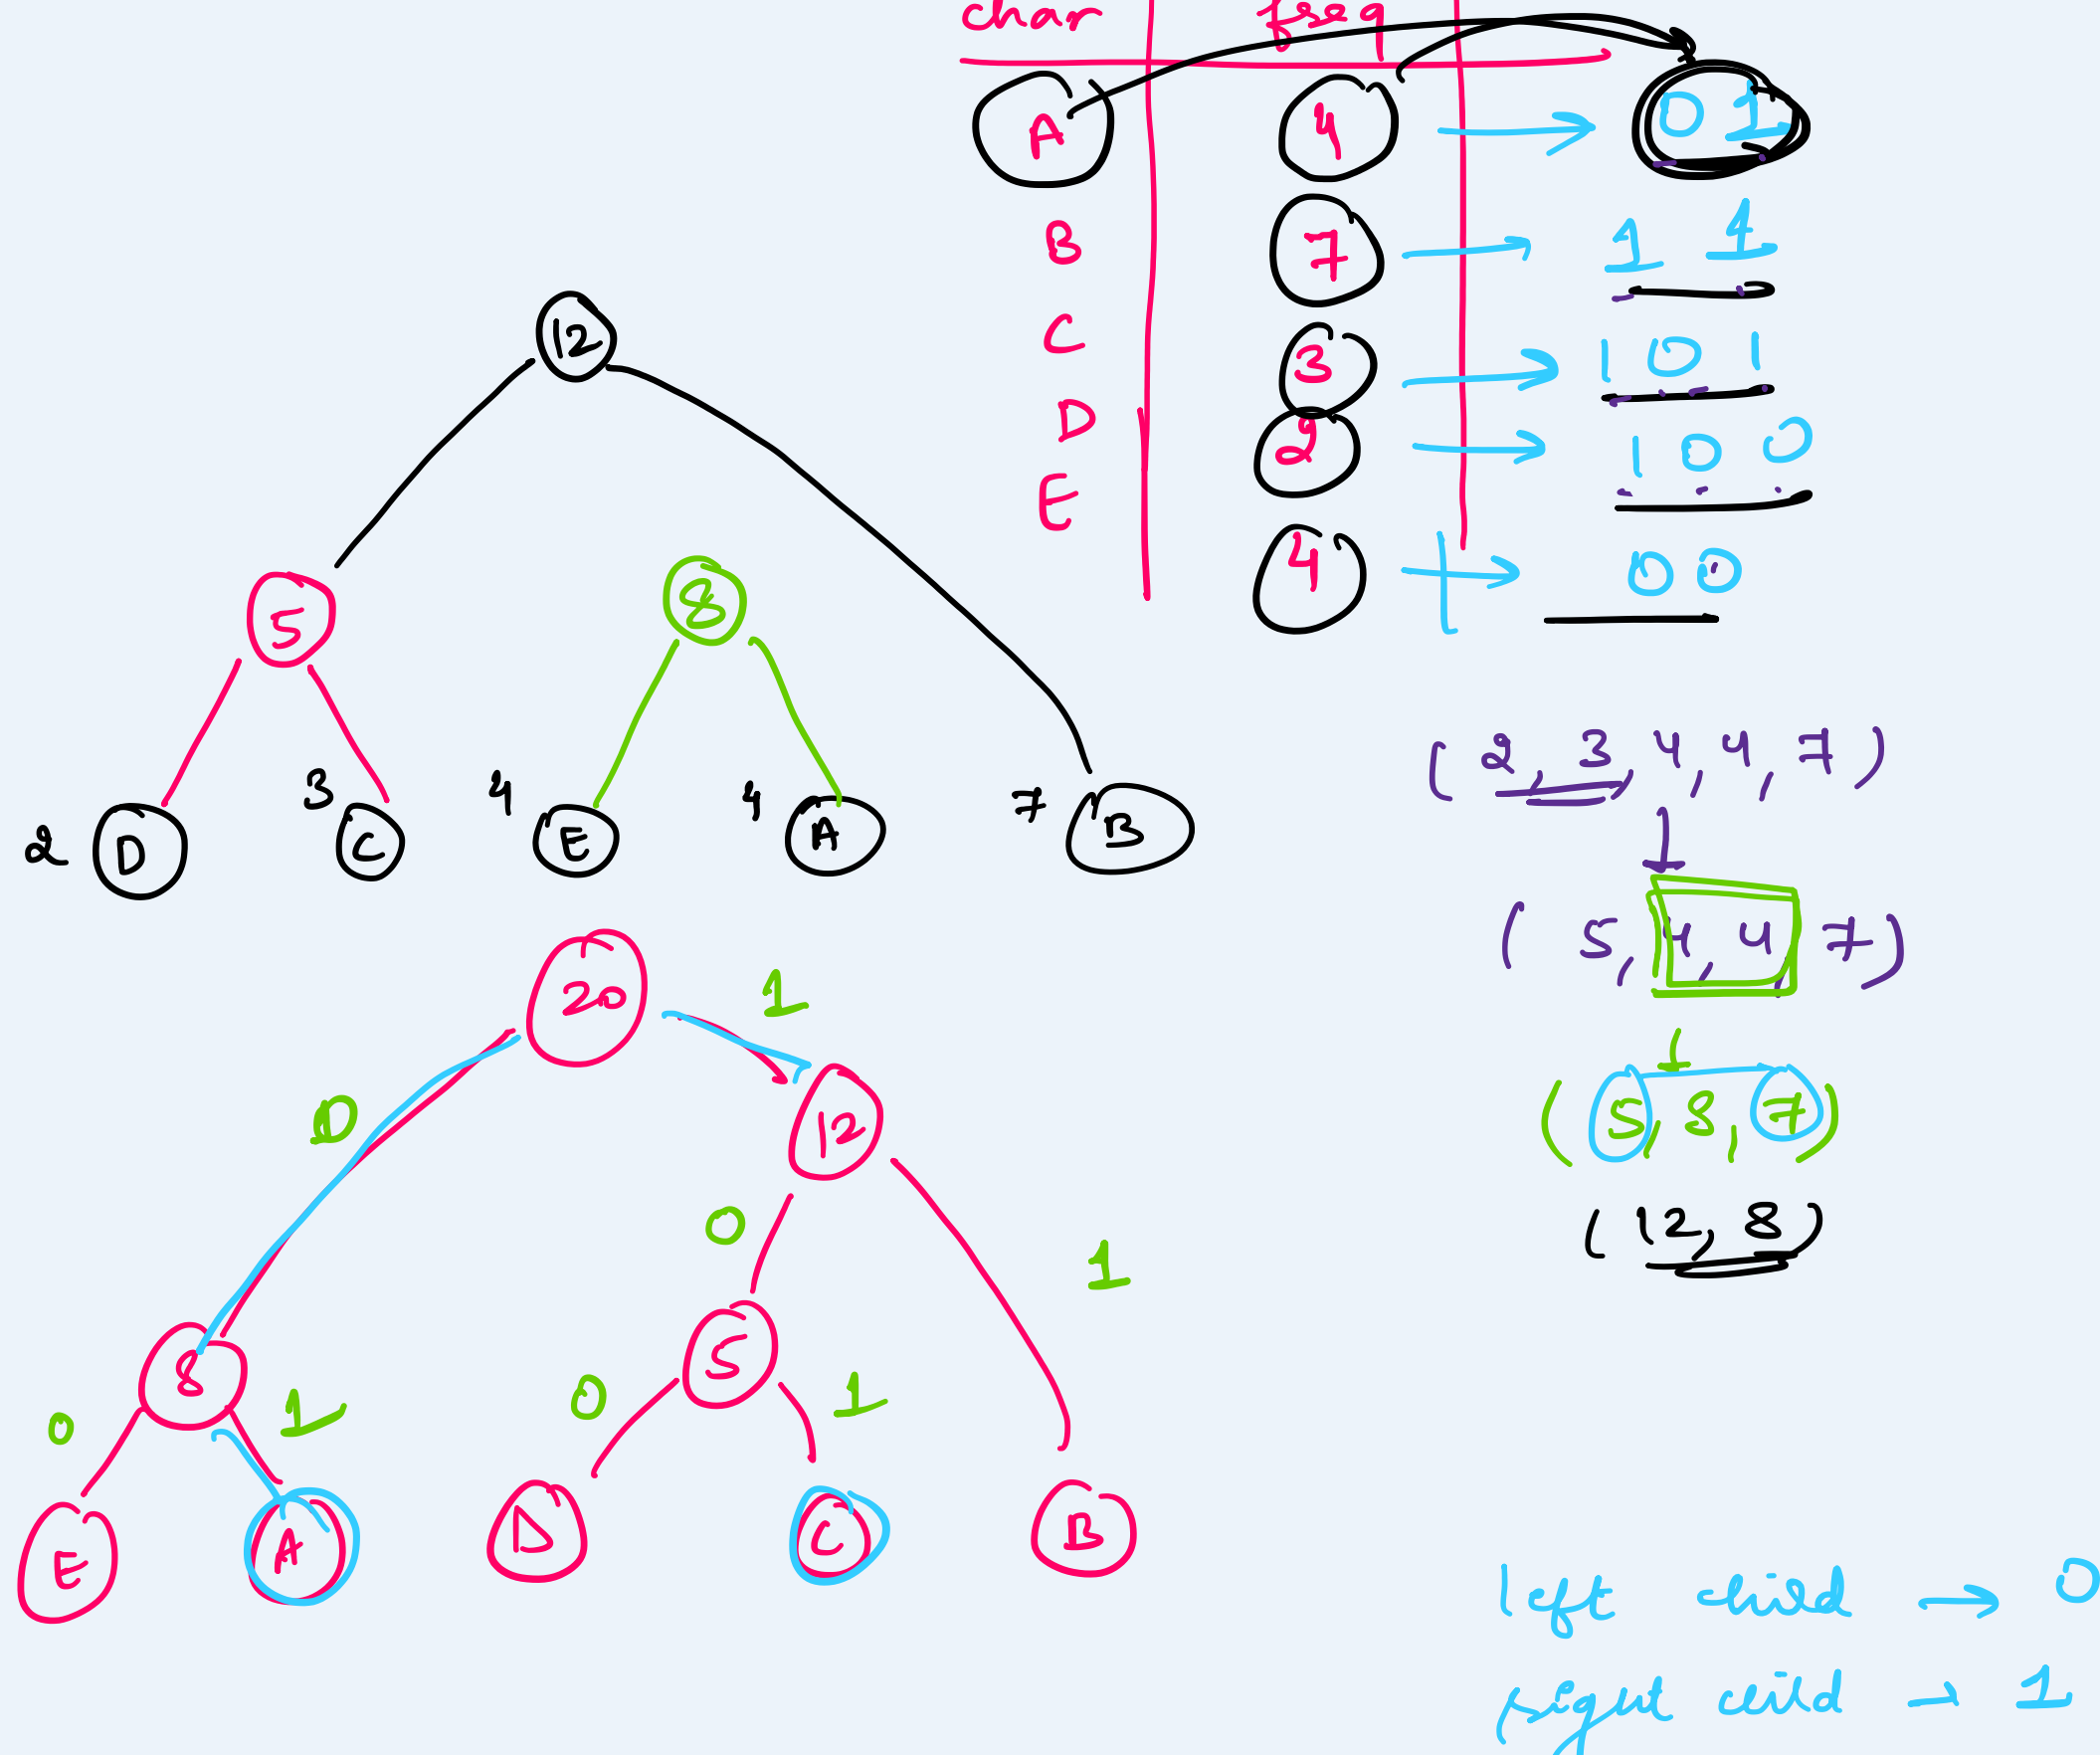 char freq
A 4 01
B 7 11
C 3 101
D 2 100
E 4 00
12
5 8
2 D 3 C 4 E 4 A 7 B
(2, 3, 4, 4, 7,)
(5, 4, 4, 7)
(5, 8, 7)
(12, 8)
20
0 1
12
0 1
8 5
0 1 0 1
E A D C B
left child → 0
right child → 1